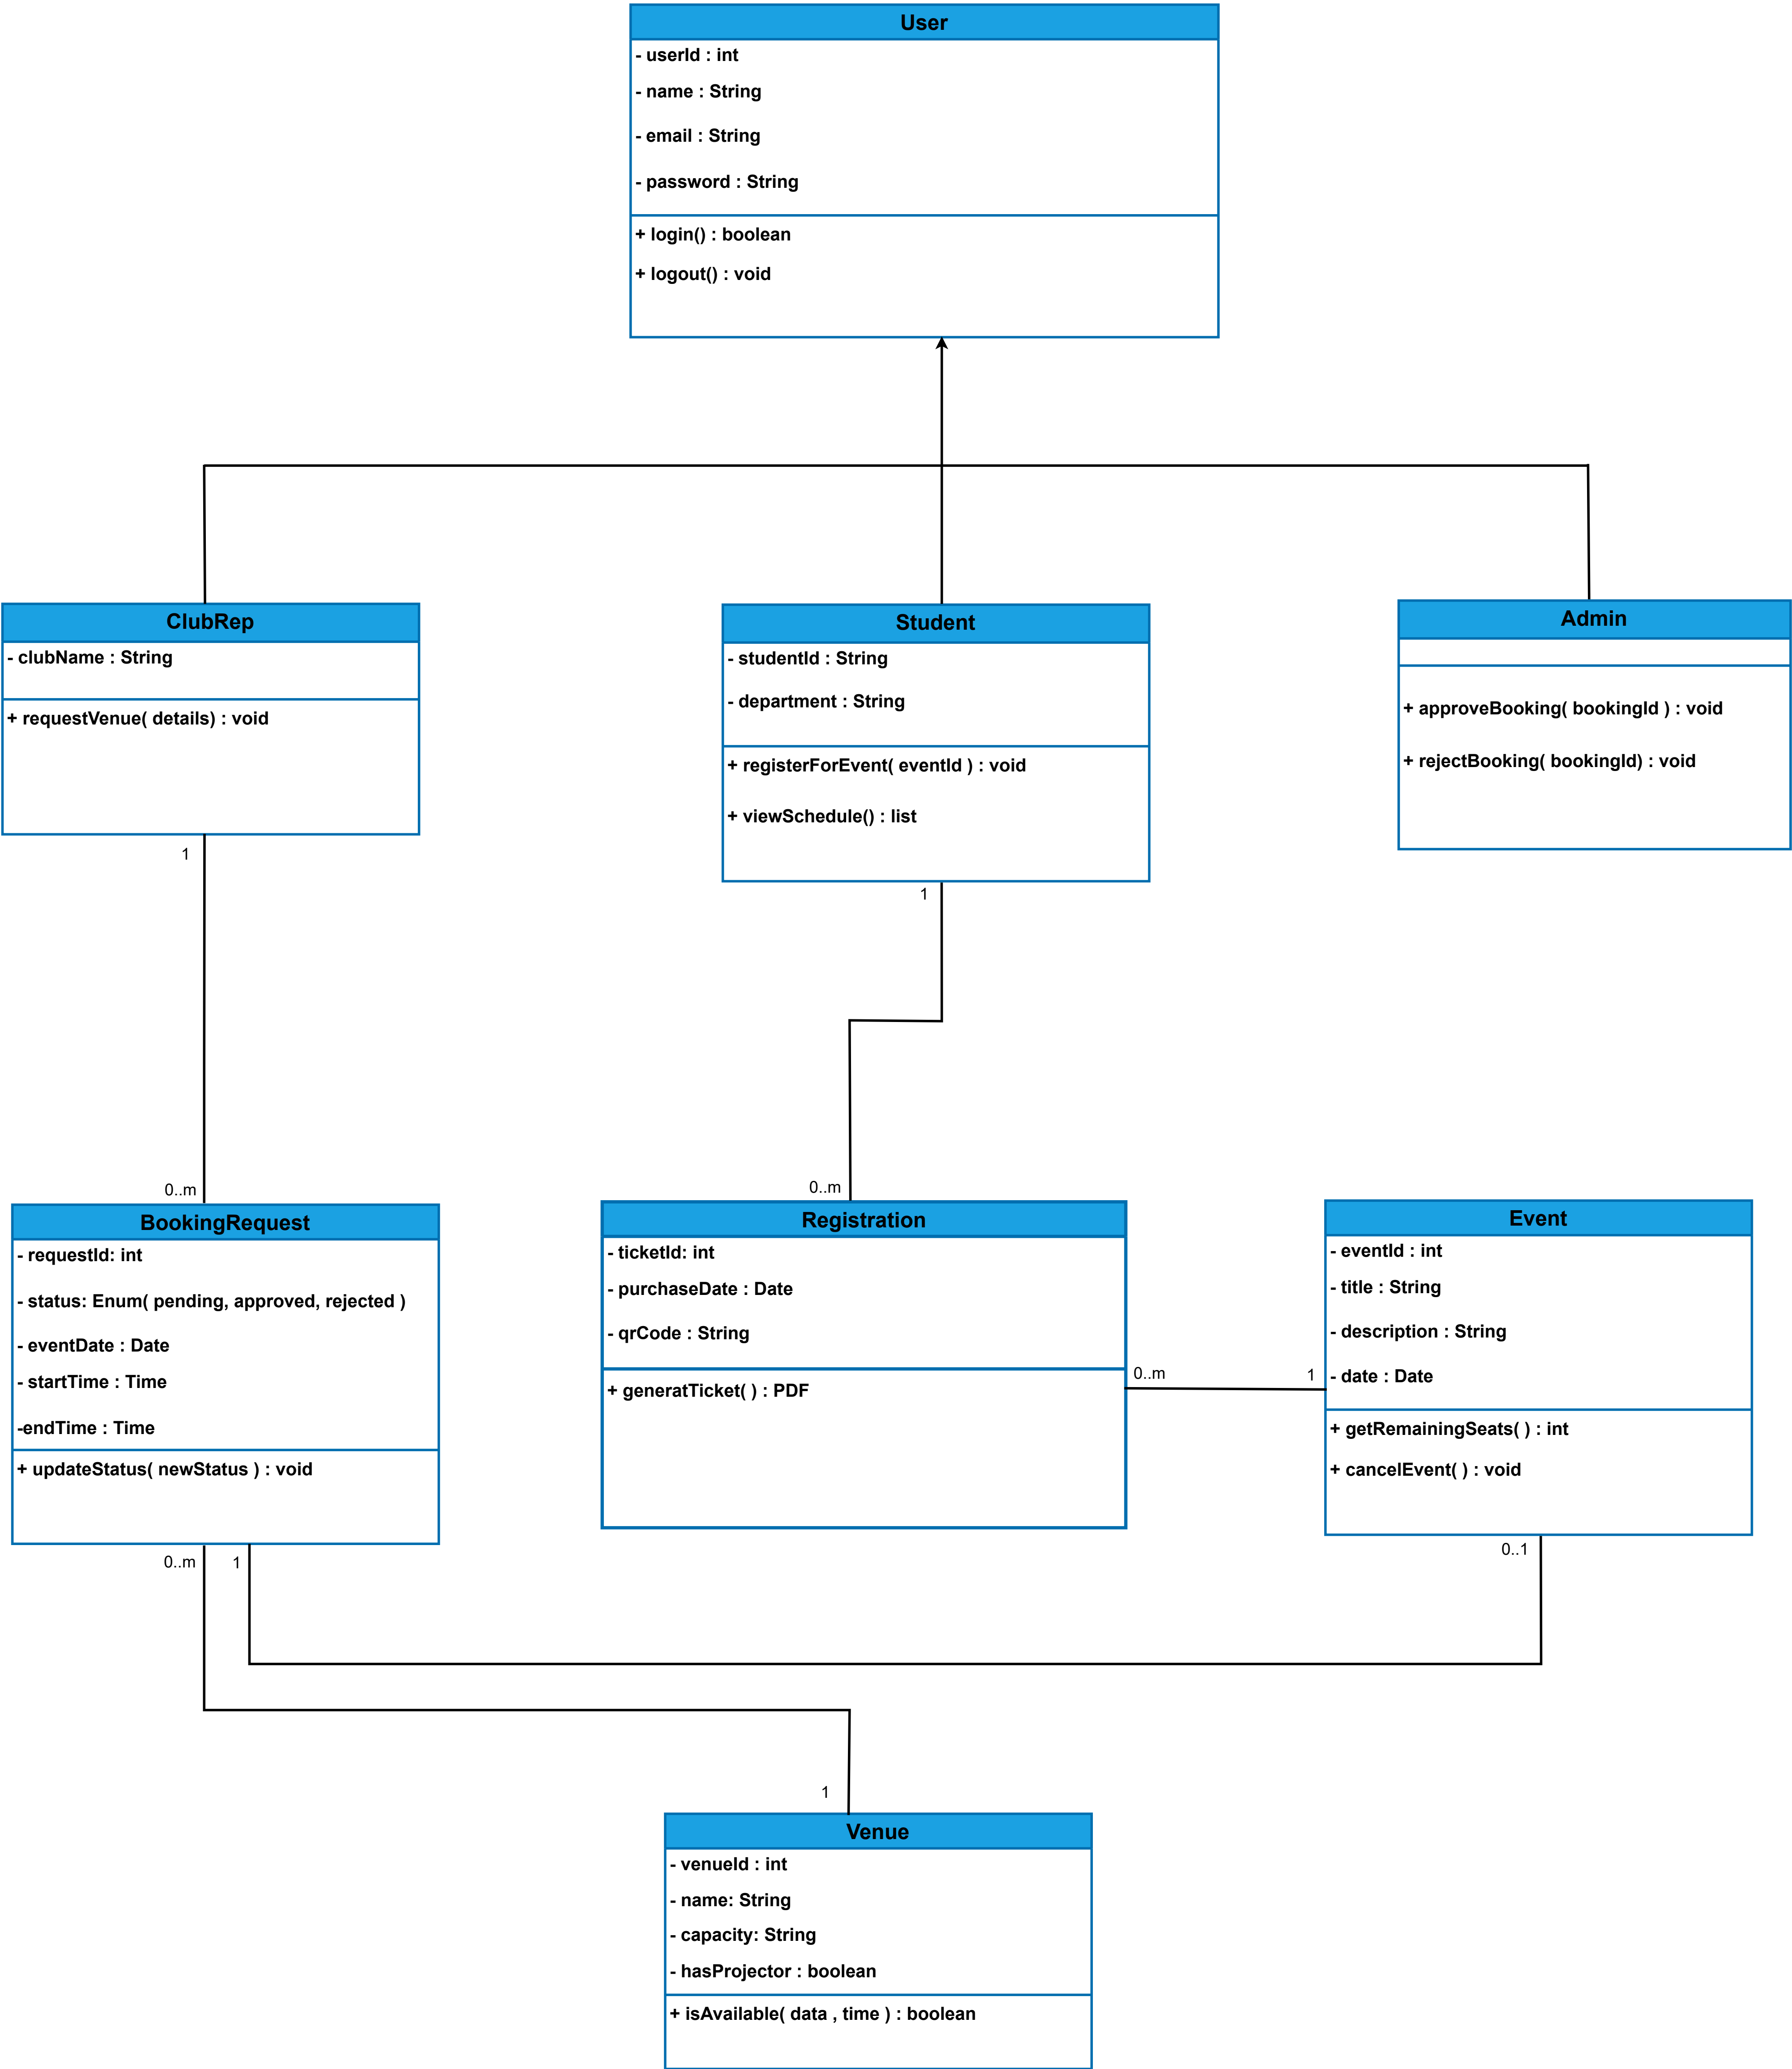 User
- userId : int
- name : String
- email : String
- password : String
+ login() : boolean
+ logout() : void
ClubRep
- clubName : String
+ requestVenue( details) : void
1
Student
- studentId : String
- department : String
+ registerForEvent( eventId ) : void
+ viewSchedule() : list
1
Admin
+ approveBooking( bookingId ) : void
+ rejectBooking( bookingId) : void
0..m
BookingRequest
- requestId: int
- status: Enum( pending, approved, rejected )
- eventDate : Date
- startTime : Time
-endTime : Time
+ updateStatus( newStatus ) : void
0..m
1
0..m
Registration
- ticketId: int
- purchaseDate : Date
- qrCode : String
+ generatTicket( ) : PDF
0..m
1
Event
- eventId : int
- title : String
- description : String
- date : Date
+ getRemainingSeats( ) : int
+ cancelEvent( ) : void
0..1
1
Venue
- venueId : int
- name: String
- capacity: String
- hasProjector : boolean
+ isAvailable( data , time ) : boolean